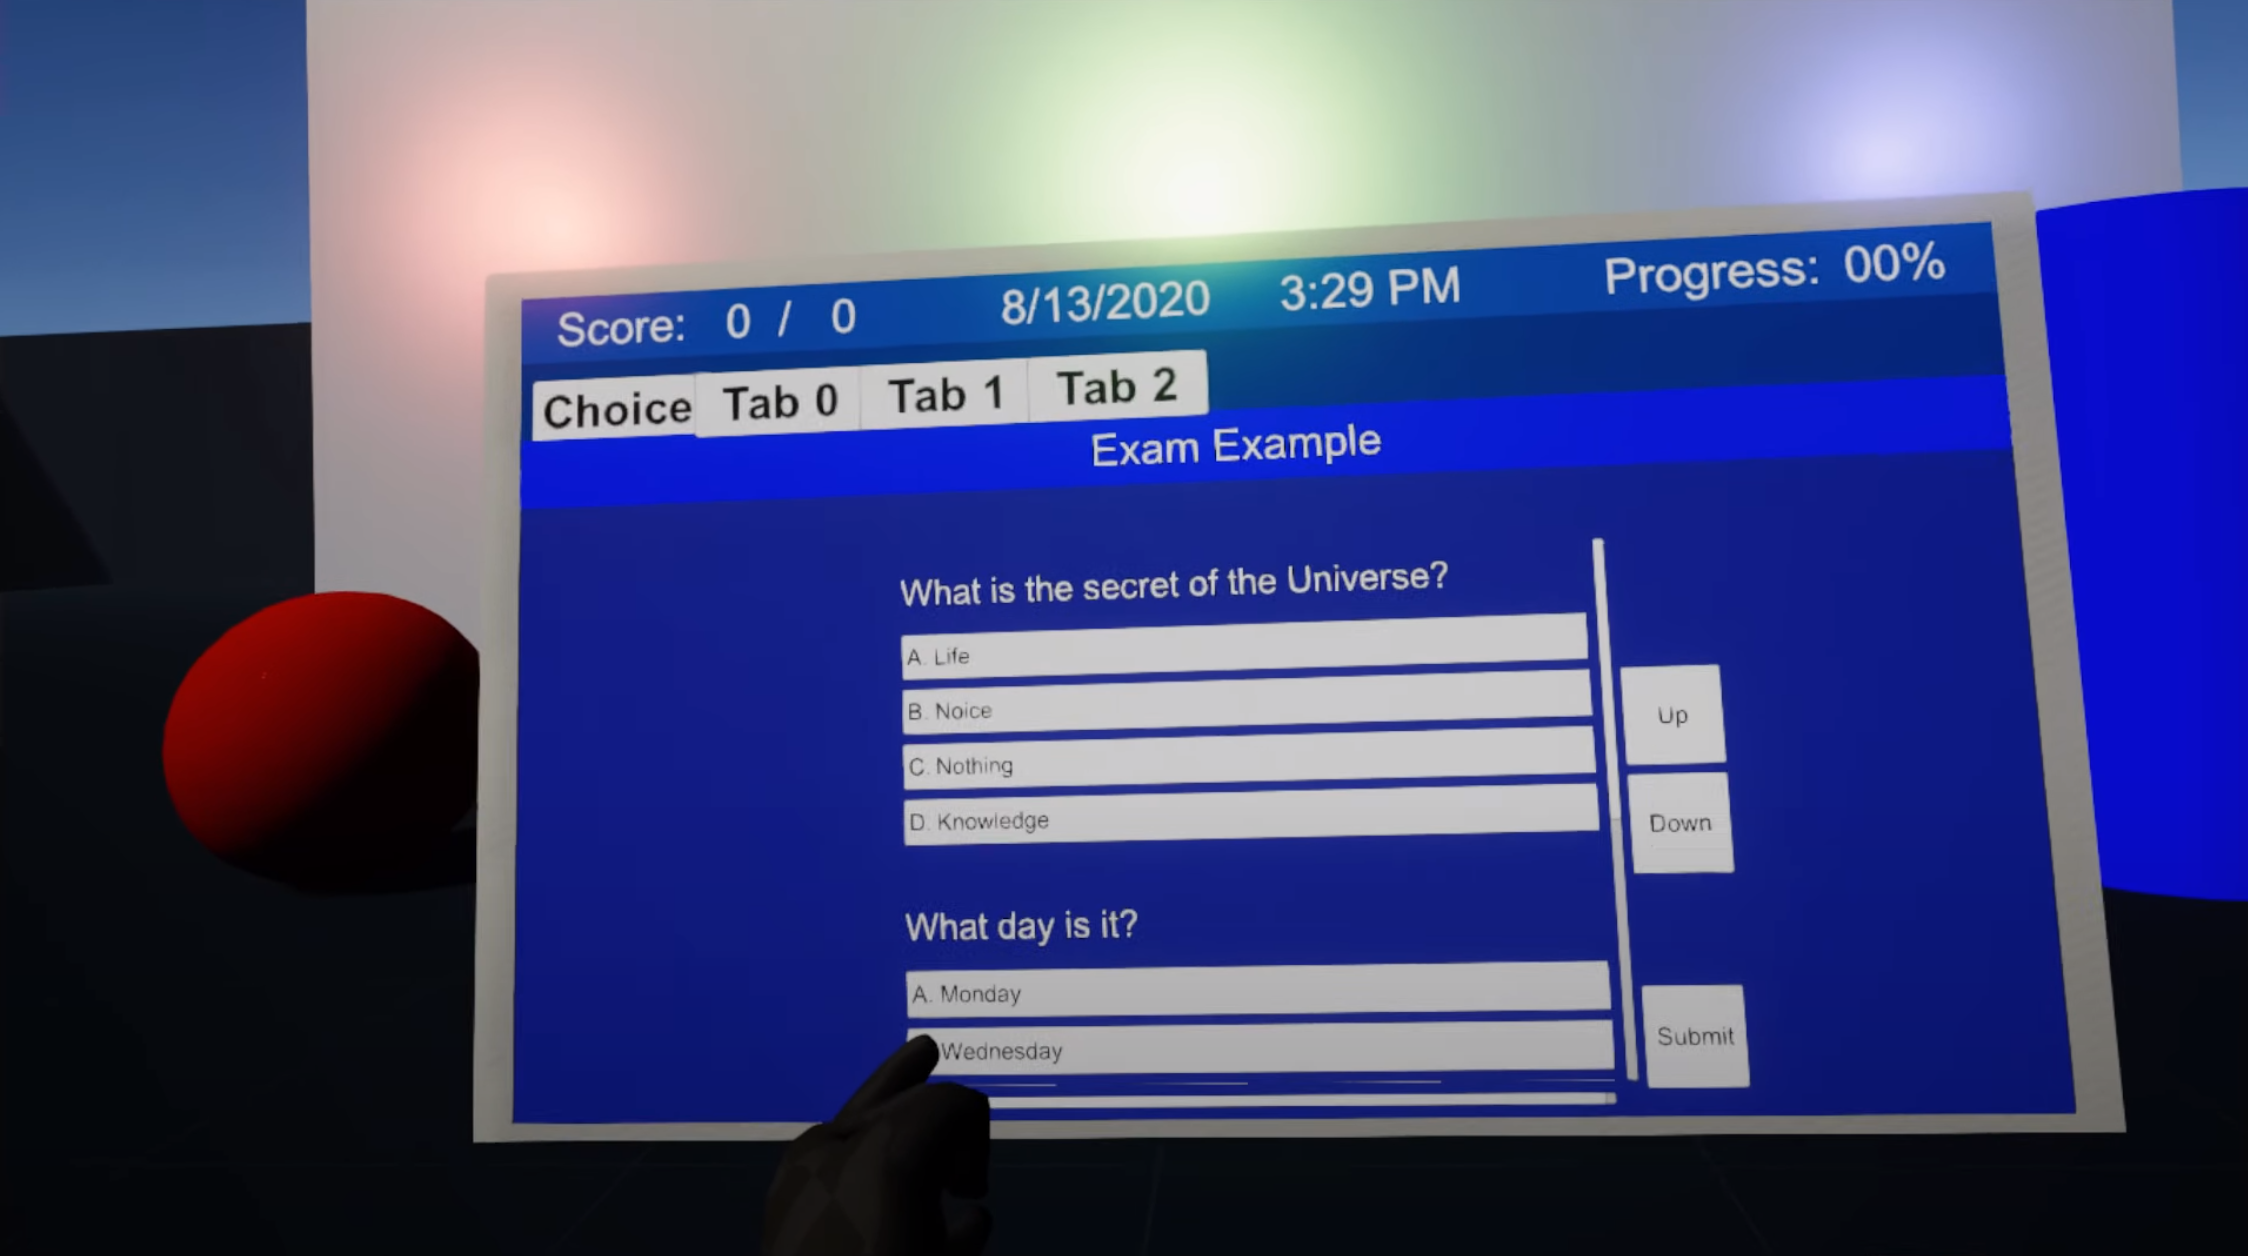 Score: 0 / 0 8/13/2020 3:29 PM Progress: 00%
Choice Tab 0 Tab 1 Tab 2
Exam Example
What is the secret of the Universe?
A. Life
B. Noice
C. Nothing
D. Knowledge
Up
Down
What day is it?
A. Monday
Wednesday
Submit